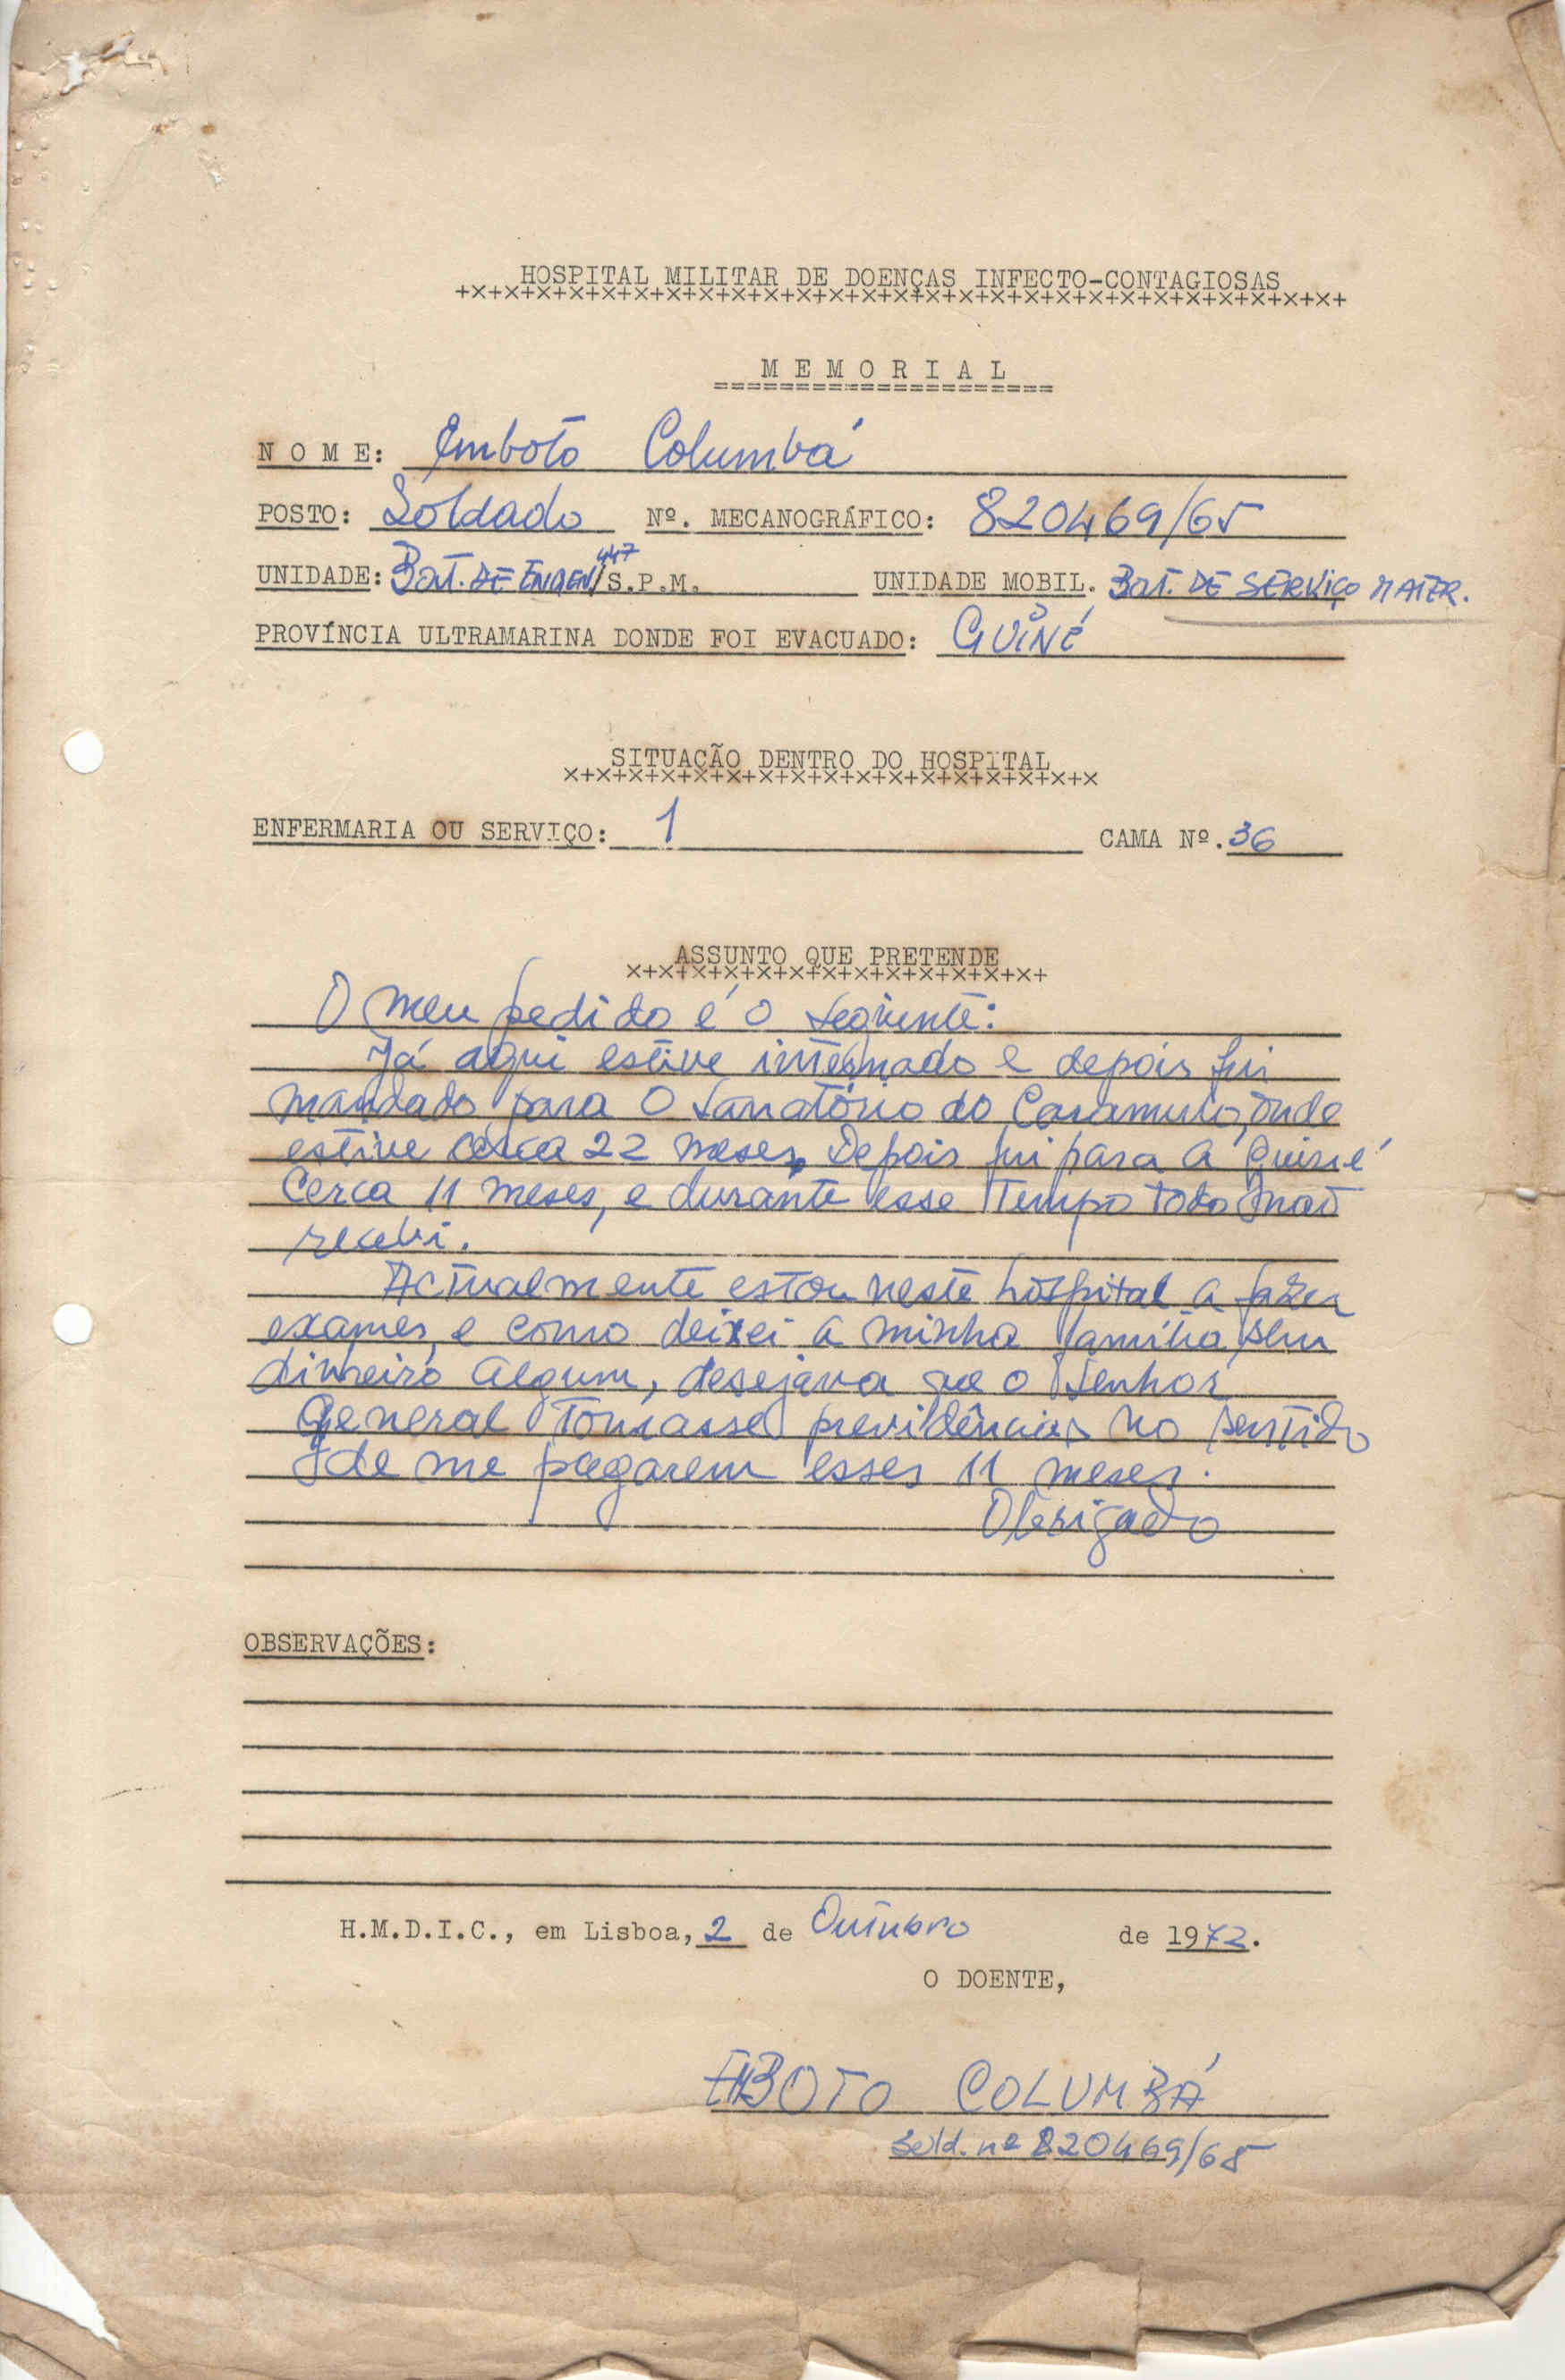 HOSPITAL MILITAR DE DOENÇAS INFECTO-CONTAGIOSAS
+x+x+x+x+x+x+x+x+x+x+x+x+x+x+x+x+x+x+x+x+x+x+x+x+x+x+x+
M E M O R I A L
=====================
N O M E: Emboto Columbá
POSTO: Soldado Nº. MECANOGRÁFICO: 820469/65
UNIDADE: Bat. DE ENGEN/447 S.P.M. UNIDADE MOBIL. Bat. DE SERViço MATER.
PROVÍNCIA ULTRAMARINA DONDE FOI EVACUADO: GUINÉ
SITUAÇÃO DENTRO DO HOSPITAL
x+x+x+x+x+x+x+x+x+x+x+x+x+x+x+x+x
ENFERMARIA OU SERVIÇO: 1 CAMA Nº. 36
ASSUNTO QUE PRETENDE
x+x+x+x+x+x+x+x+x+x+x+x+x+
O meu pedido é o seguinte:
Já aqui estive internado e depois fui
mandado para o Sanatório do Caramulo, onde
estive cerca 22 meses. Depois fui para a Guiné
Cerca 11 meses, e durante esse tempo todo não
recebi.
Actualmente estou neste hospital a fazer
exames, e como deixei a minha família sem
dinheiro algum, desejava que o Senhor
General tomasse previdências no sentido
de me pagarem esses 11 meses.
Obrigado
OBSERVAÇÕES:
H.M.D.I.C., em Lisboa, 2 de Outubro de 1972.
O DOENTE,
EMBOTO COLUMBÁ
Sold. nº 820469/65